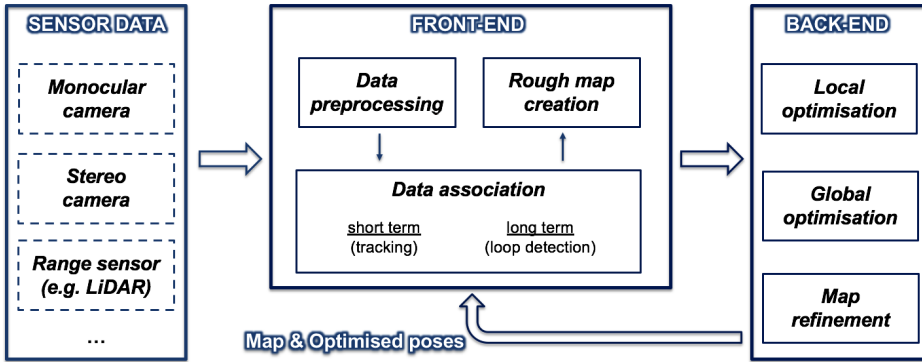 SENSOR DATA
Monocular
camera
Stereo
camera
Range sensor
(e.g. LiDAR)
...
FRONT-END
Data
preprocessing
Rough map
creation
Data association
short term
(tracking)
long term
(loop detection)
BACK-END
Local
optimisation
Global
optimisation
Map
refinement
Map & Optimised poses